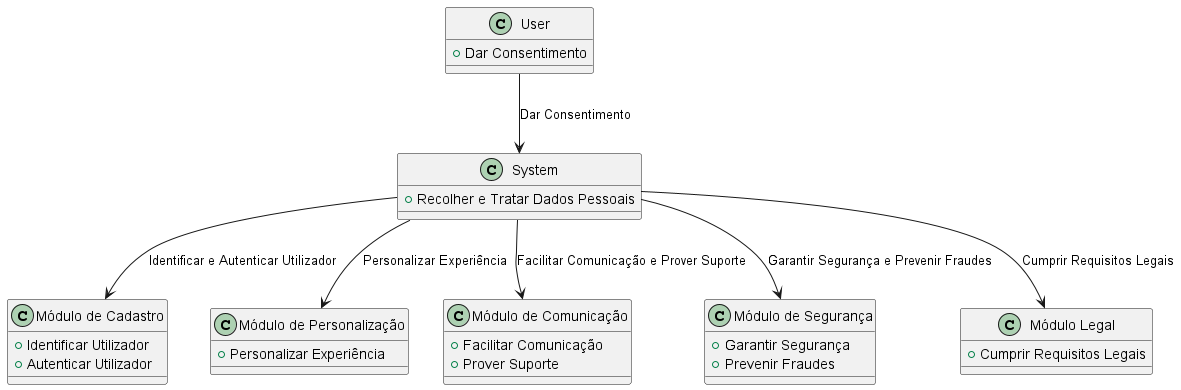 C User
Dar Consentimento
Dar Consentimento
C System
Recolher e Tratar Dados Pessoais
Identificar e Autenticar Utilizador
Personalizar Experiência
Facilitar Comunicação e Prover Suporte
Garantir Segurança e Prevenir Fraudes
Cumprir Requisitos Legais
C Módulo de Cadastro
Identificar Utilizador
Autenticar Utilizador
C Módulo de Personalização
Personalizar Experiência
C Módulo de Comunicação
Facilitar Comunicação
Prover Suporte
C Módulo de Segurança
Garantir Segurança
Prevenir Fraudes
C Módulo Legal
Cumprir Requisitos Legais